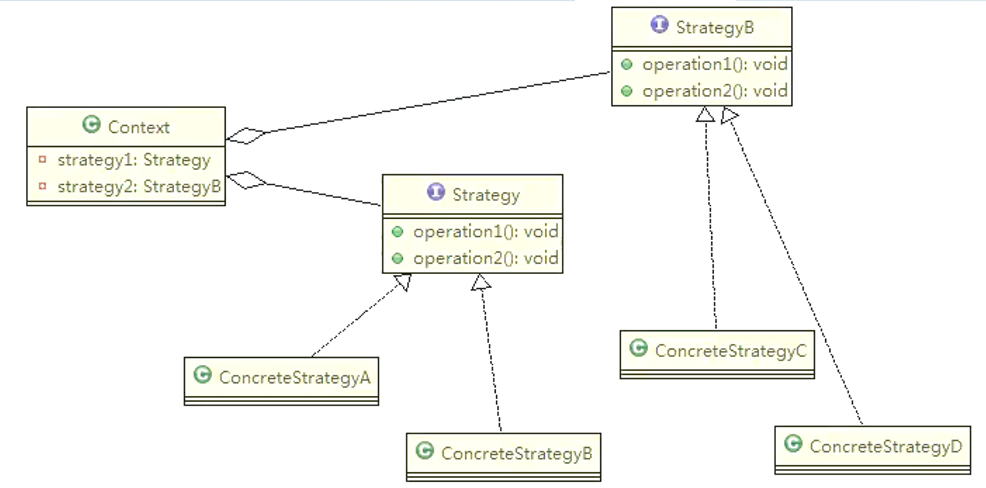 StrategyB
operation1(): void
operation2(): void
Context
strategy1: Strategy
strategy2: StrategyB
Strategy
operation1(): void
operation2(): void
ConcreteStrategyA
ConcreteStrategyB
ConcreteStrategyC
ConcreteStrategyD